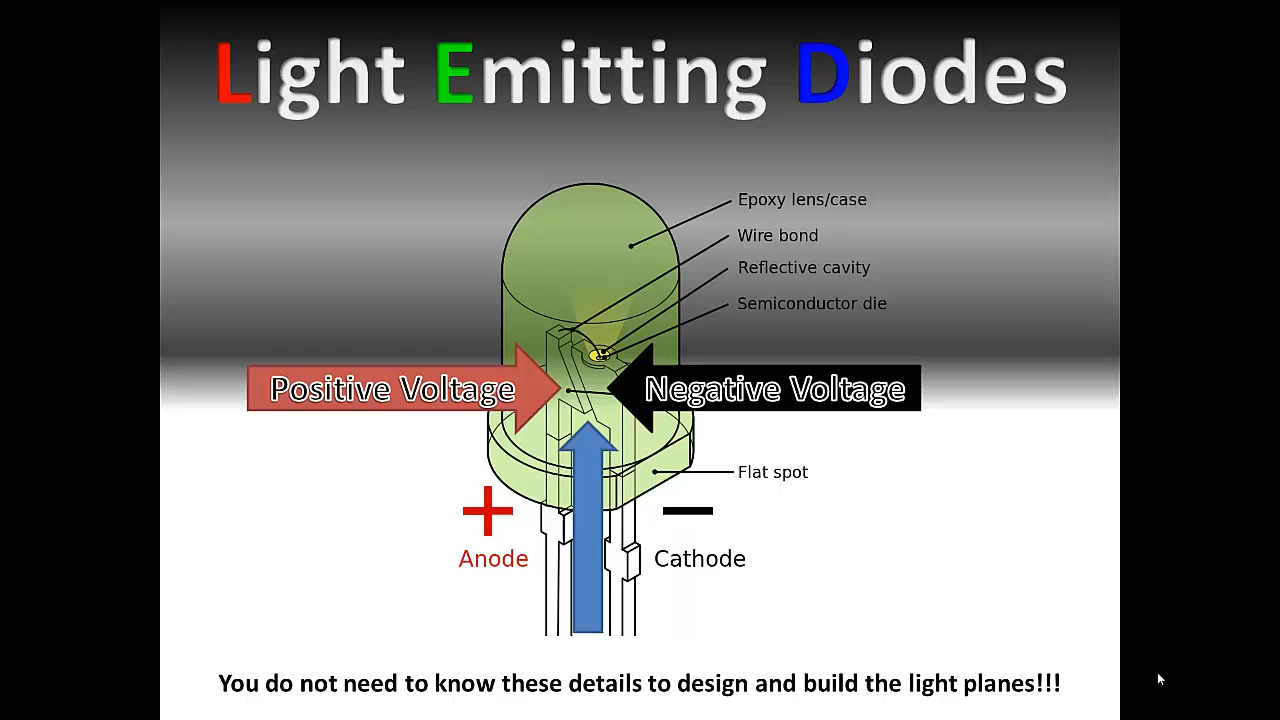 Light Emitting Diodes
Epoxy lens/case
Wire bond
Reflective cavity
Semiconductor die
Positive Voltage
Negative Voltage
Flat spot
+
−
Anode
Cathode
You do not need to know these details to design and build the light planes!!!